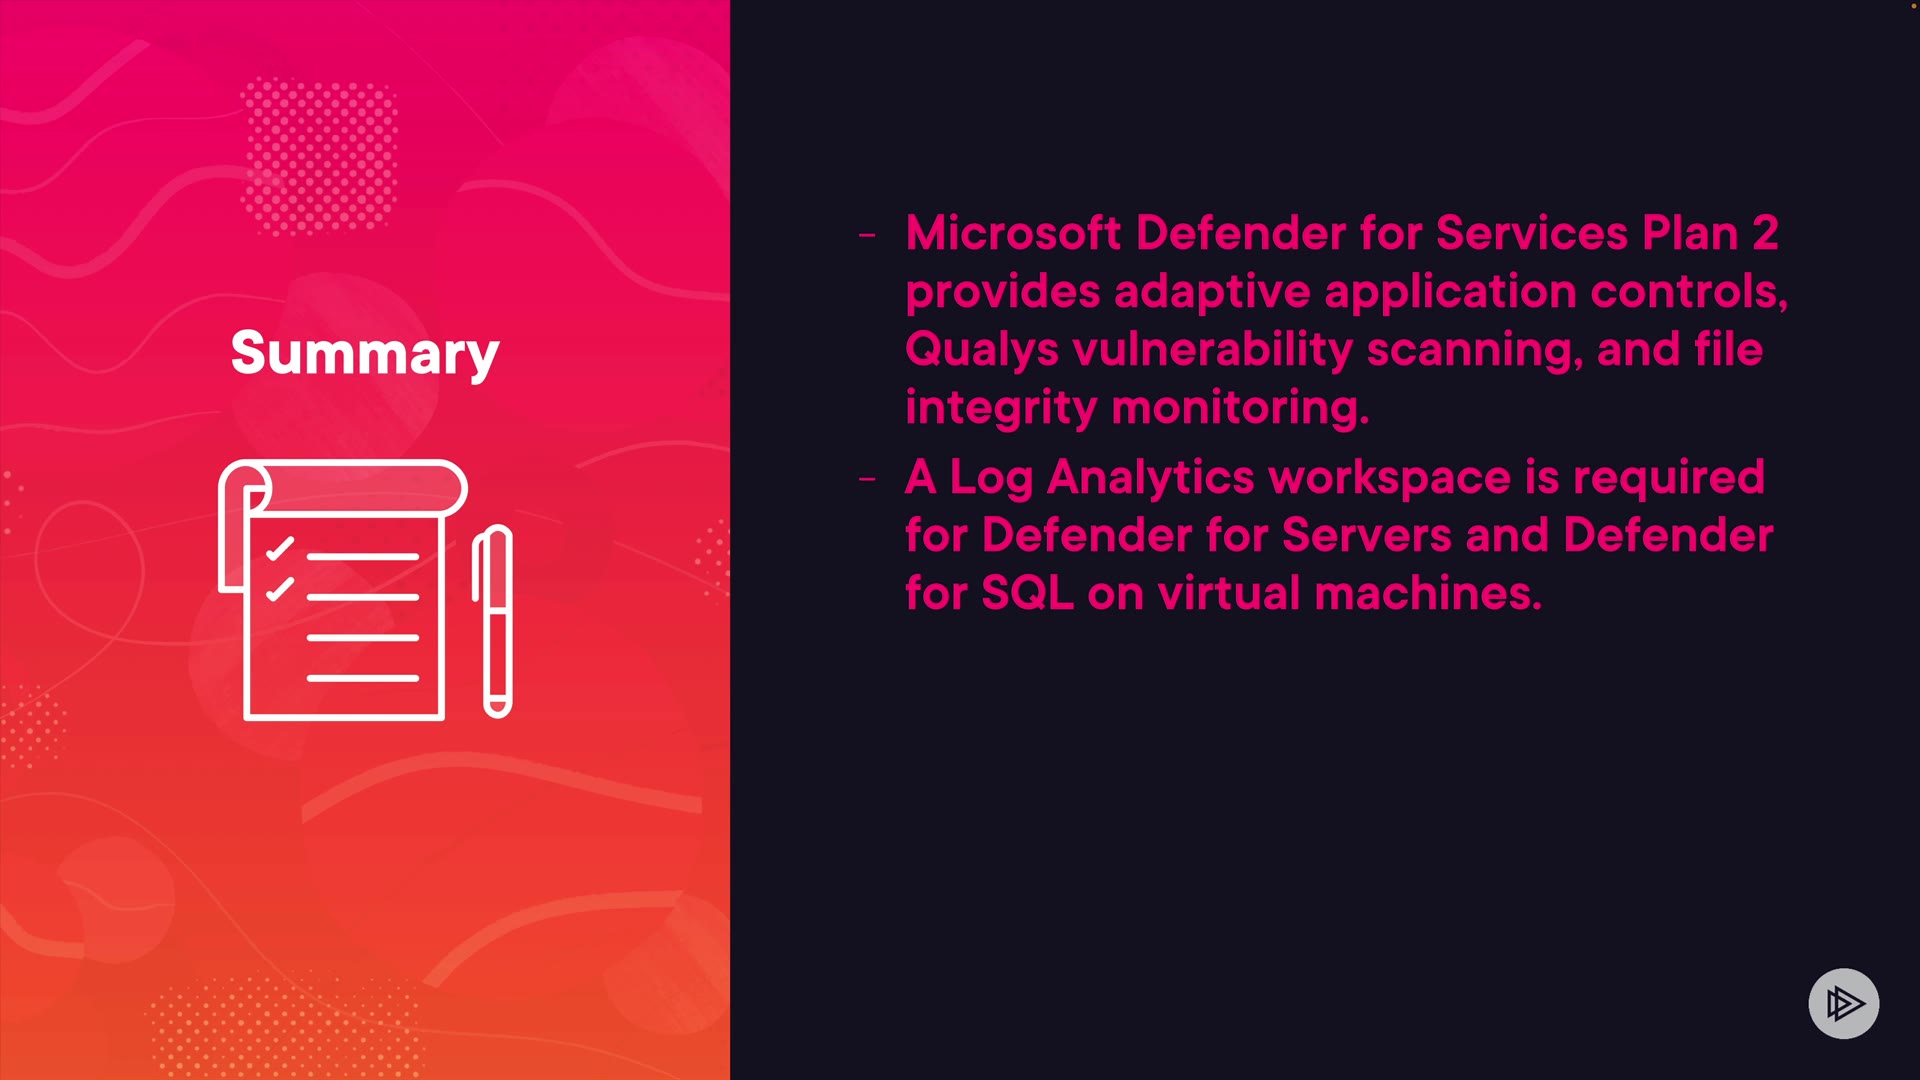 Summary
- Microsoft Defender for Services Plan 2
provides adaptive application controls,
Qualys vulnerability scanning, and file
integrity monitoring.
- A Log Analytics workspace is required
for Defender for Servers and Defender
for SQL on virtual machines.